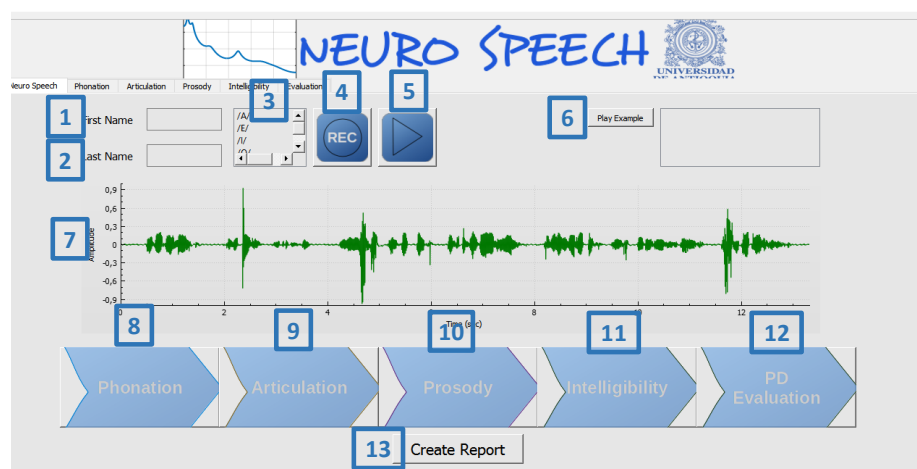 NEURO SPEECH
UNIVERSIDAD
Neuro Speech Phonation Articulation Prosody Intelligibility Evaluation
1 First Name
2 Last Name
3
/A/
/E/
/I/
/O/
4
REC
5
6 Play Example
7
Amplitude
0,9
0,6
0,3
0
-0,3
-0,6
-0,9
0 2 4 6 8 10 12
Time (sec)
8 9 10 11 12
Phonation Articulation Prosody Intelligibility PD Evaluation
13 Create Report